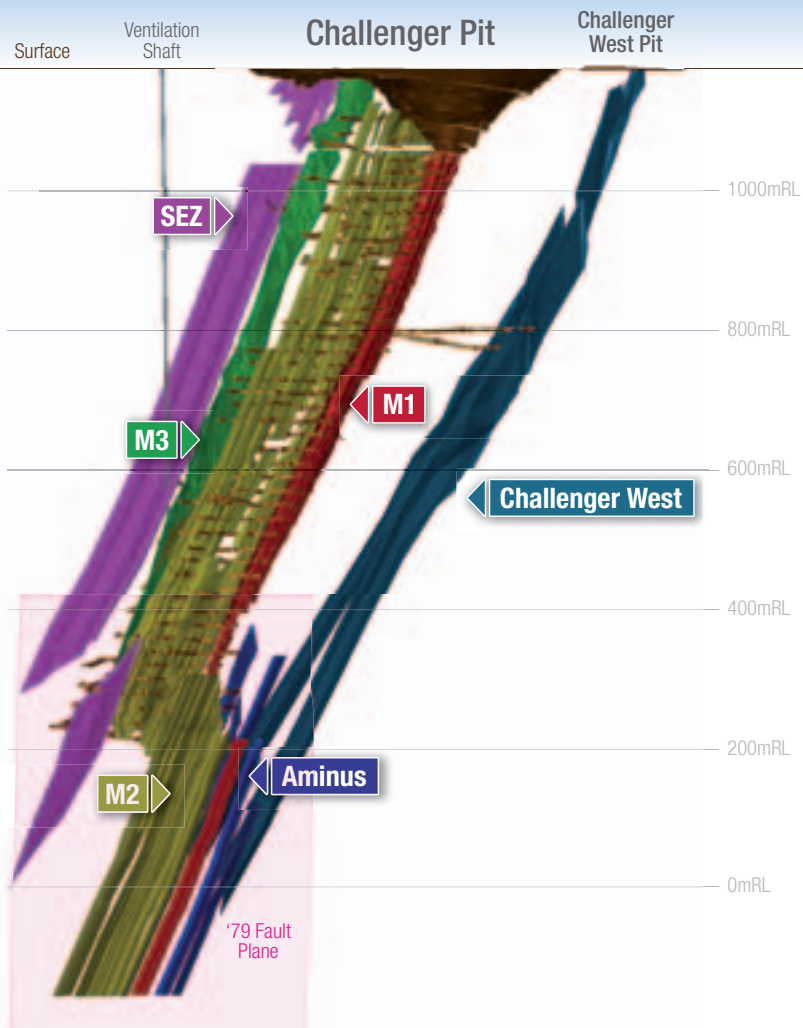 Surface
Ventilation
Shaft
Challenger Pit
Challenger
West Pit
1000mRL
SEZ
800mRL
M1
M3
600mRL
Challenger West
400mRL
200mRL
Aminus
M2
0mRL
'79 Fault
Plane